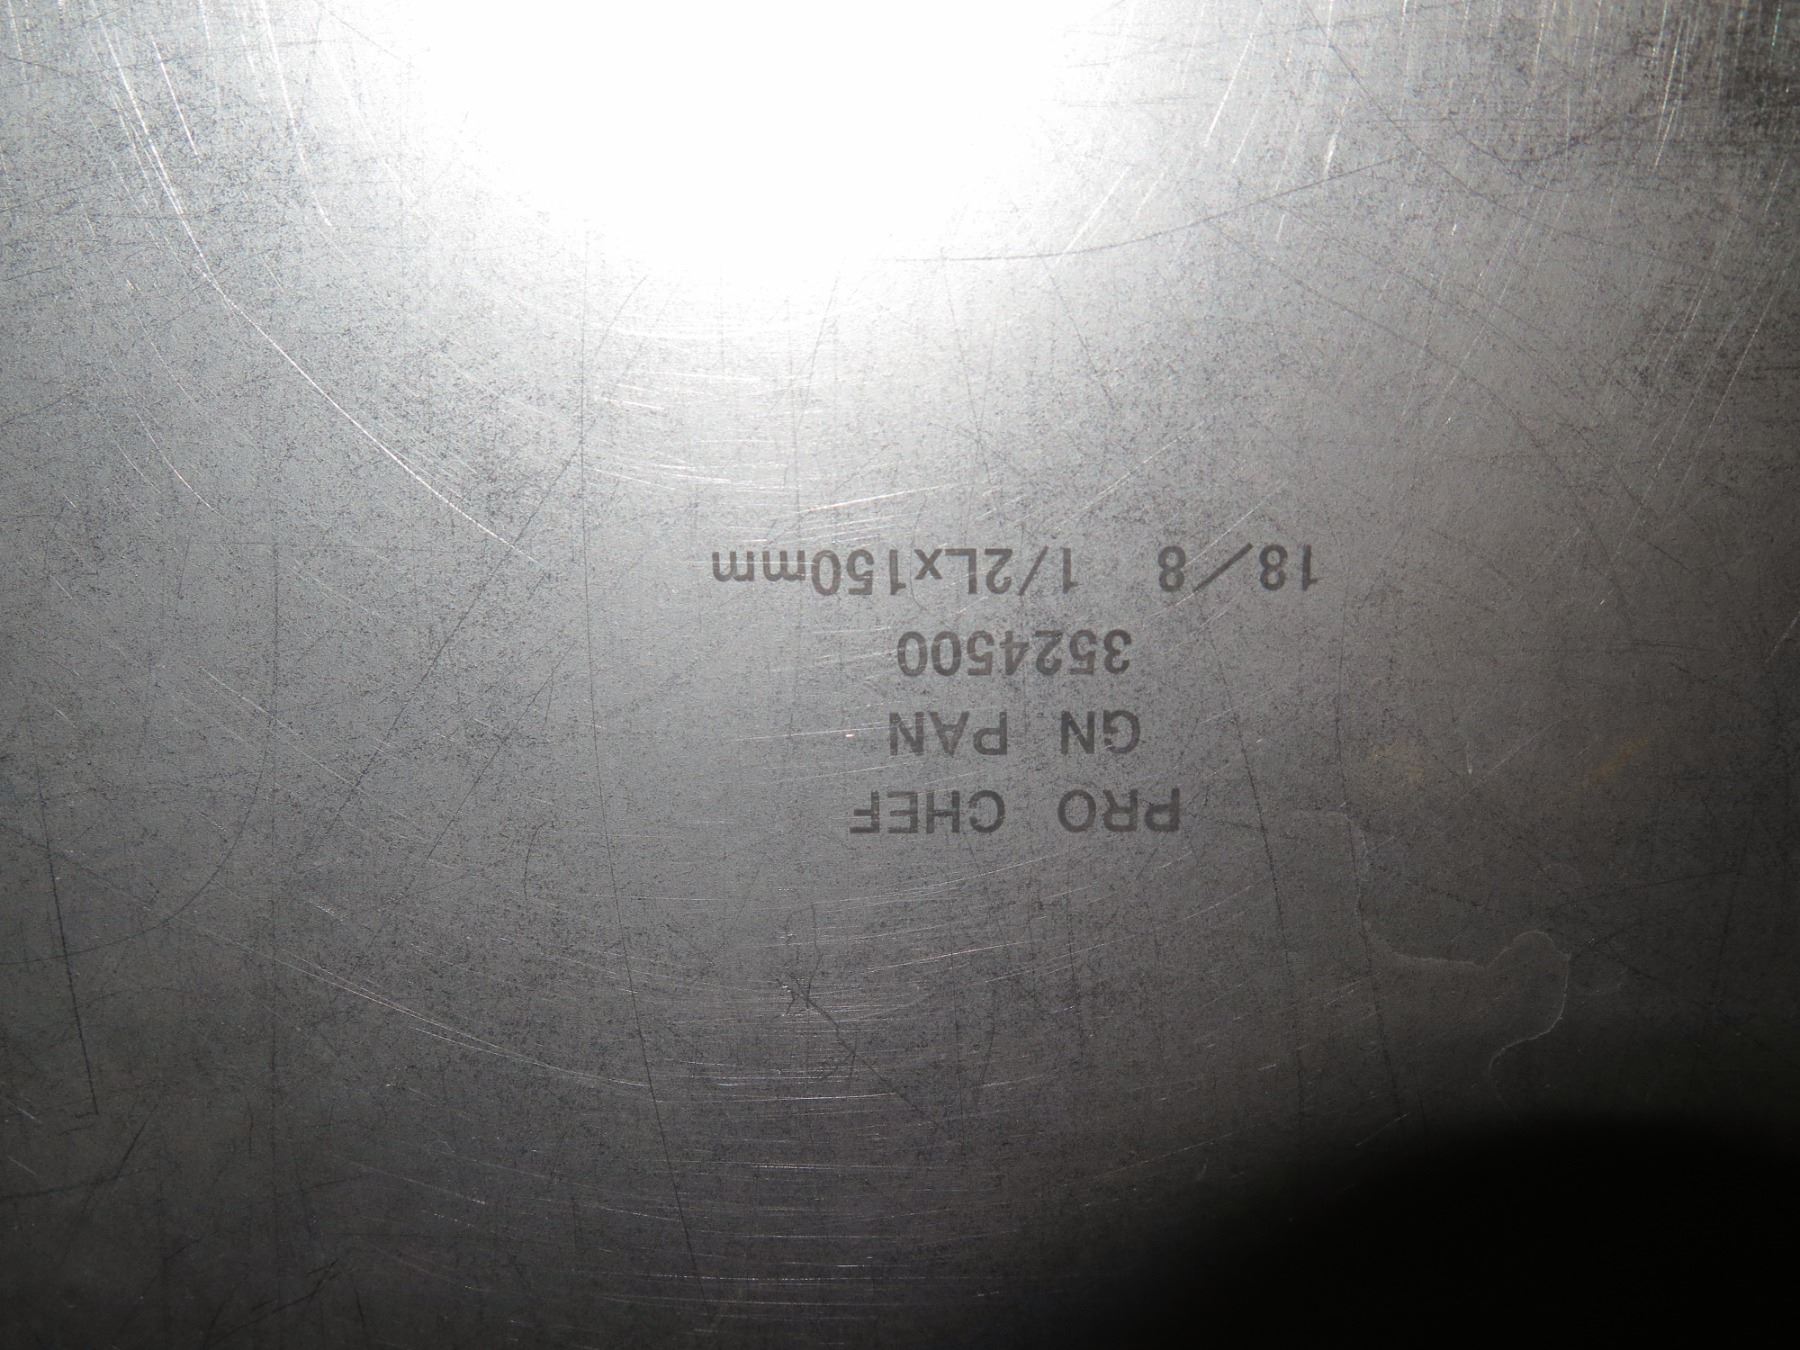 PRO CHEF
GN PAN
3524500
18/8 1/2Lx150mm